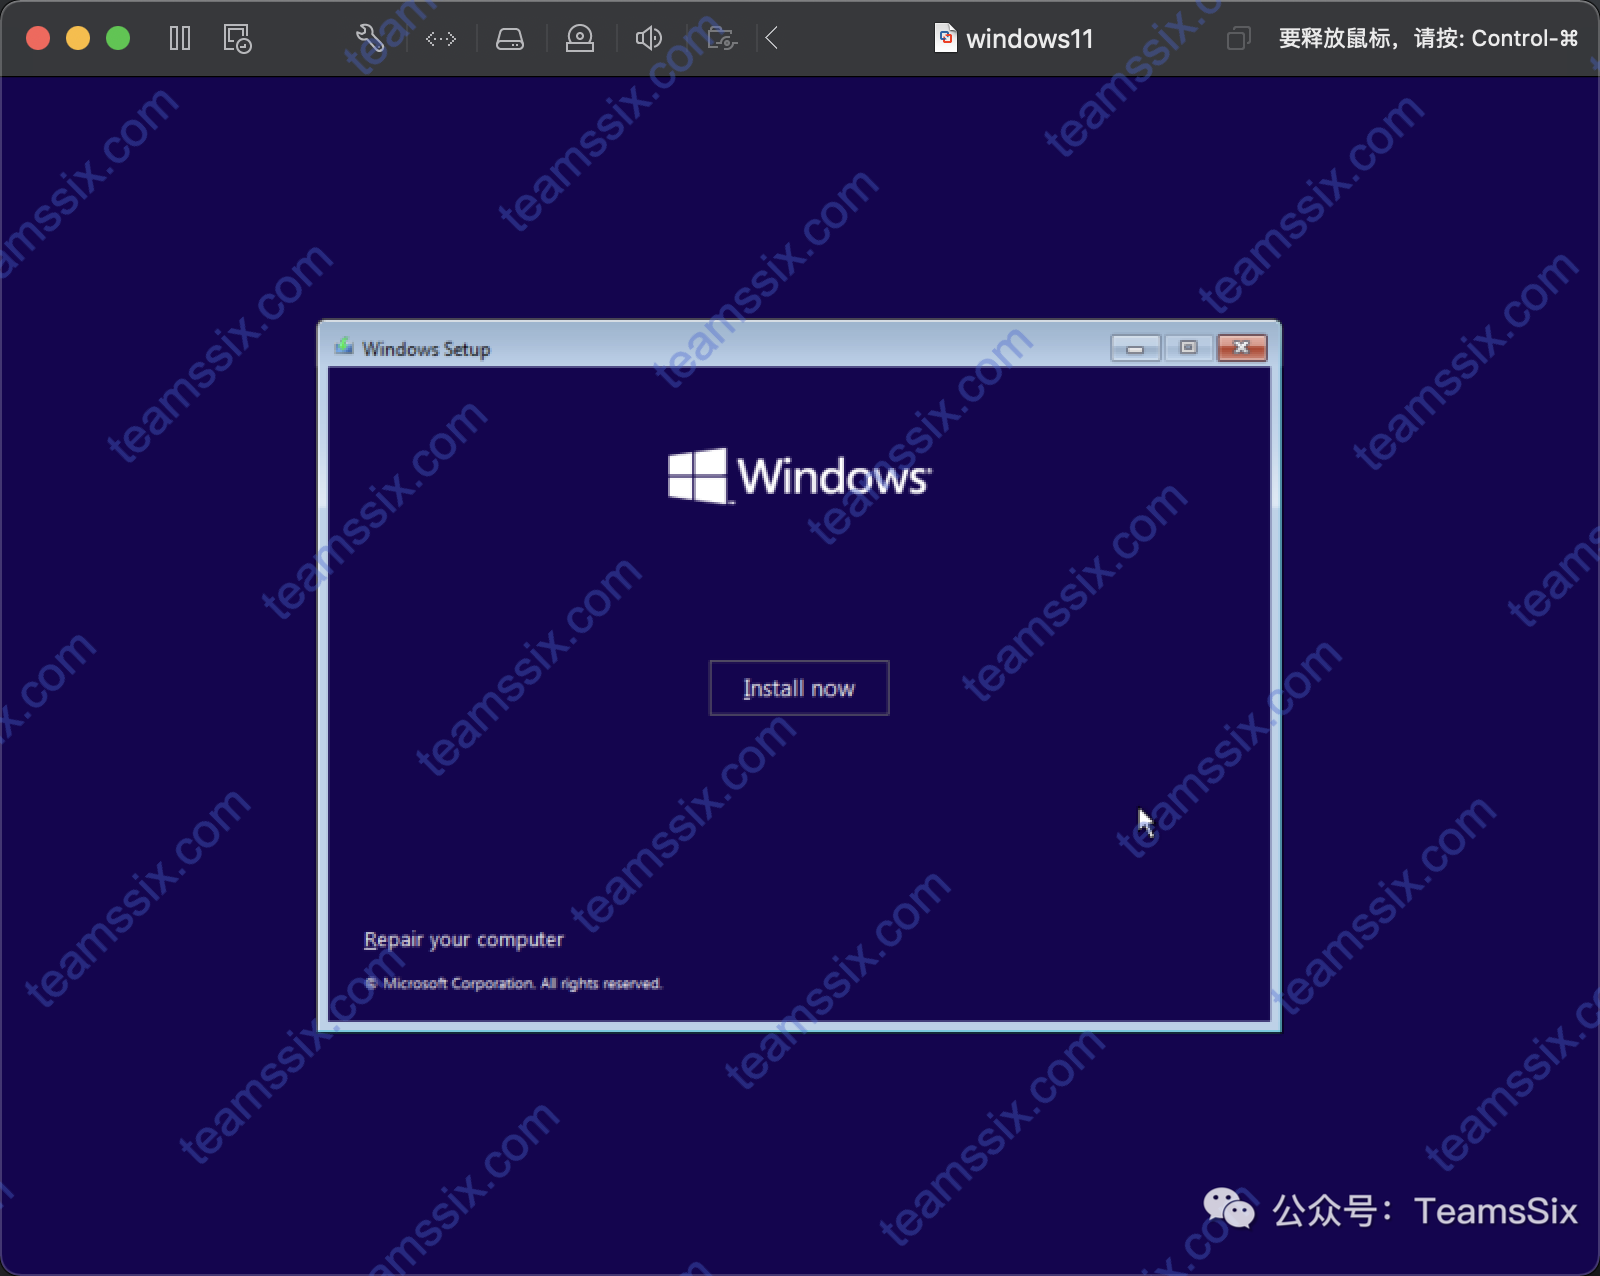 windows11
要释放鼠标，请按: Control-⌘
Windows Setup
Windows
Install now
Repair your computer
© Microsoft Corporation. All rights reserved.
公众号：TeamsSix
teamssix.com